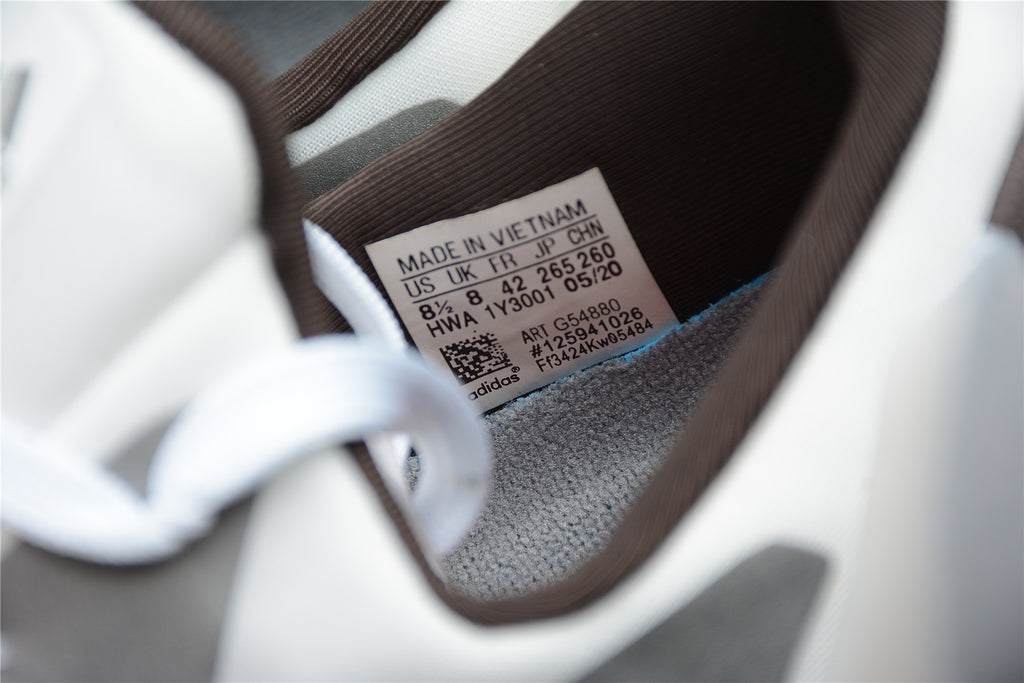 MADE IN VIETNAM
US UK FR JP CHN
8½ 8 42 265 260
HWA 1Y3001 05/20
ART G54880
#125941026
Ff3424Kw05484
adidas®